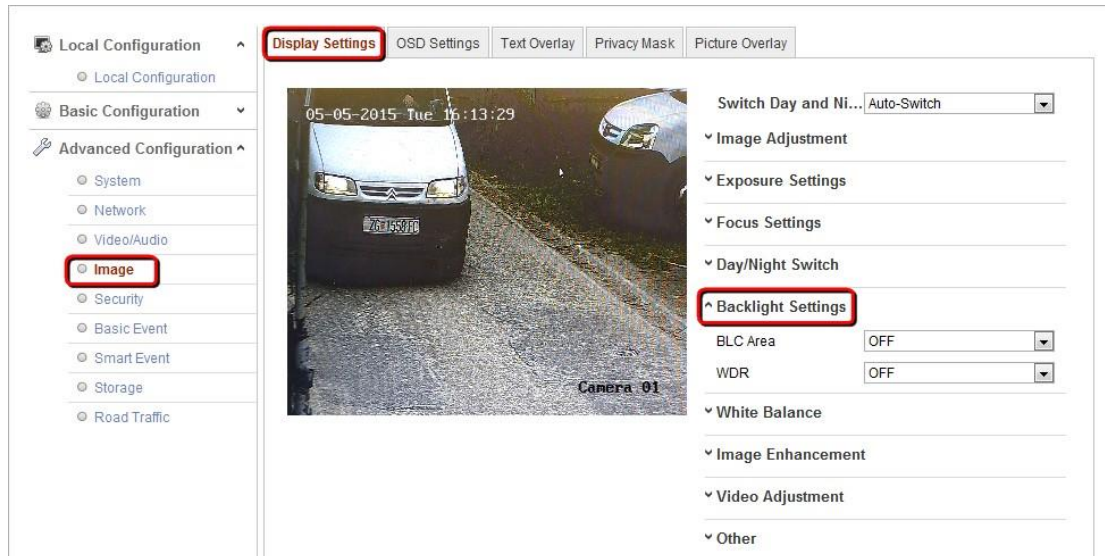 Local Configuration
Local Configuration
Basic Configuration
Advanced Configuration
System
Network
Video/Audio
Image
Security
Basic Event
Smart Event
Storage
Road Traffic
Display Settings OSD Settings Text Overlay Privacy Mask Picture Overlay
05-05-2015 Tue 16:13:29
ZG 1550 FC
Camera 01
Switch Day and Ni... Auto-Switch
Image Adjustment
Exposure Settings
Focus Settings
Day/Night Switch
Backlight Settings
BLC Area OFF
WDR OFF
White Balance
Image Enhancement
Video Adjustment
Other